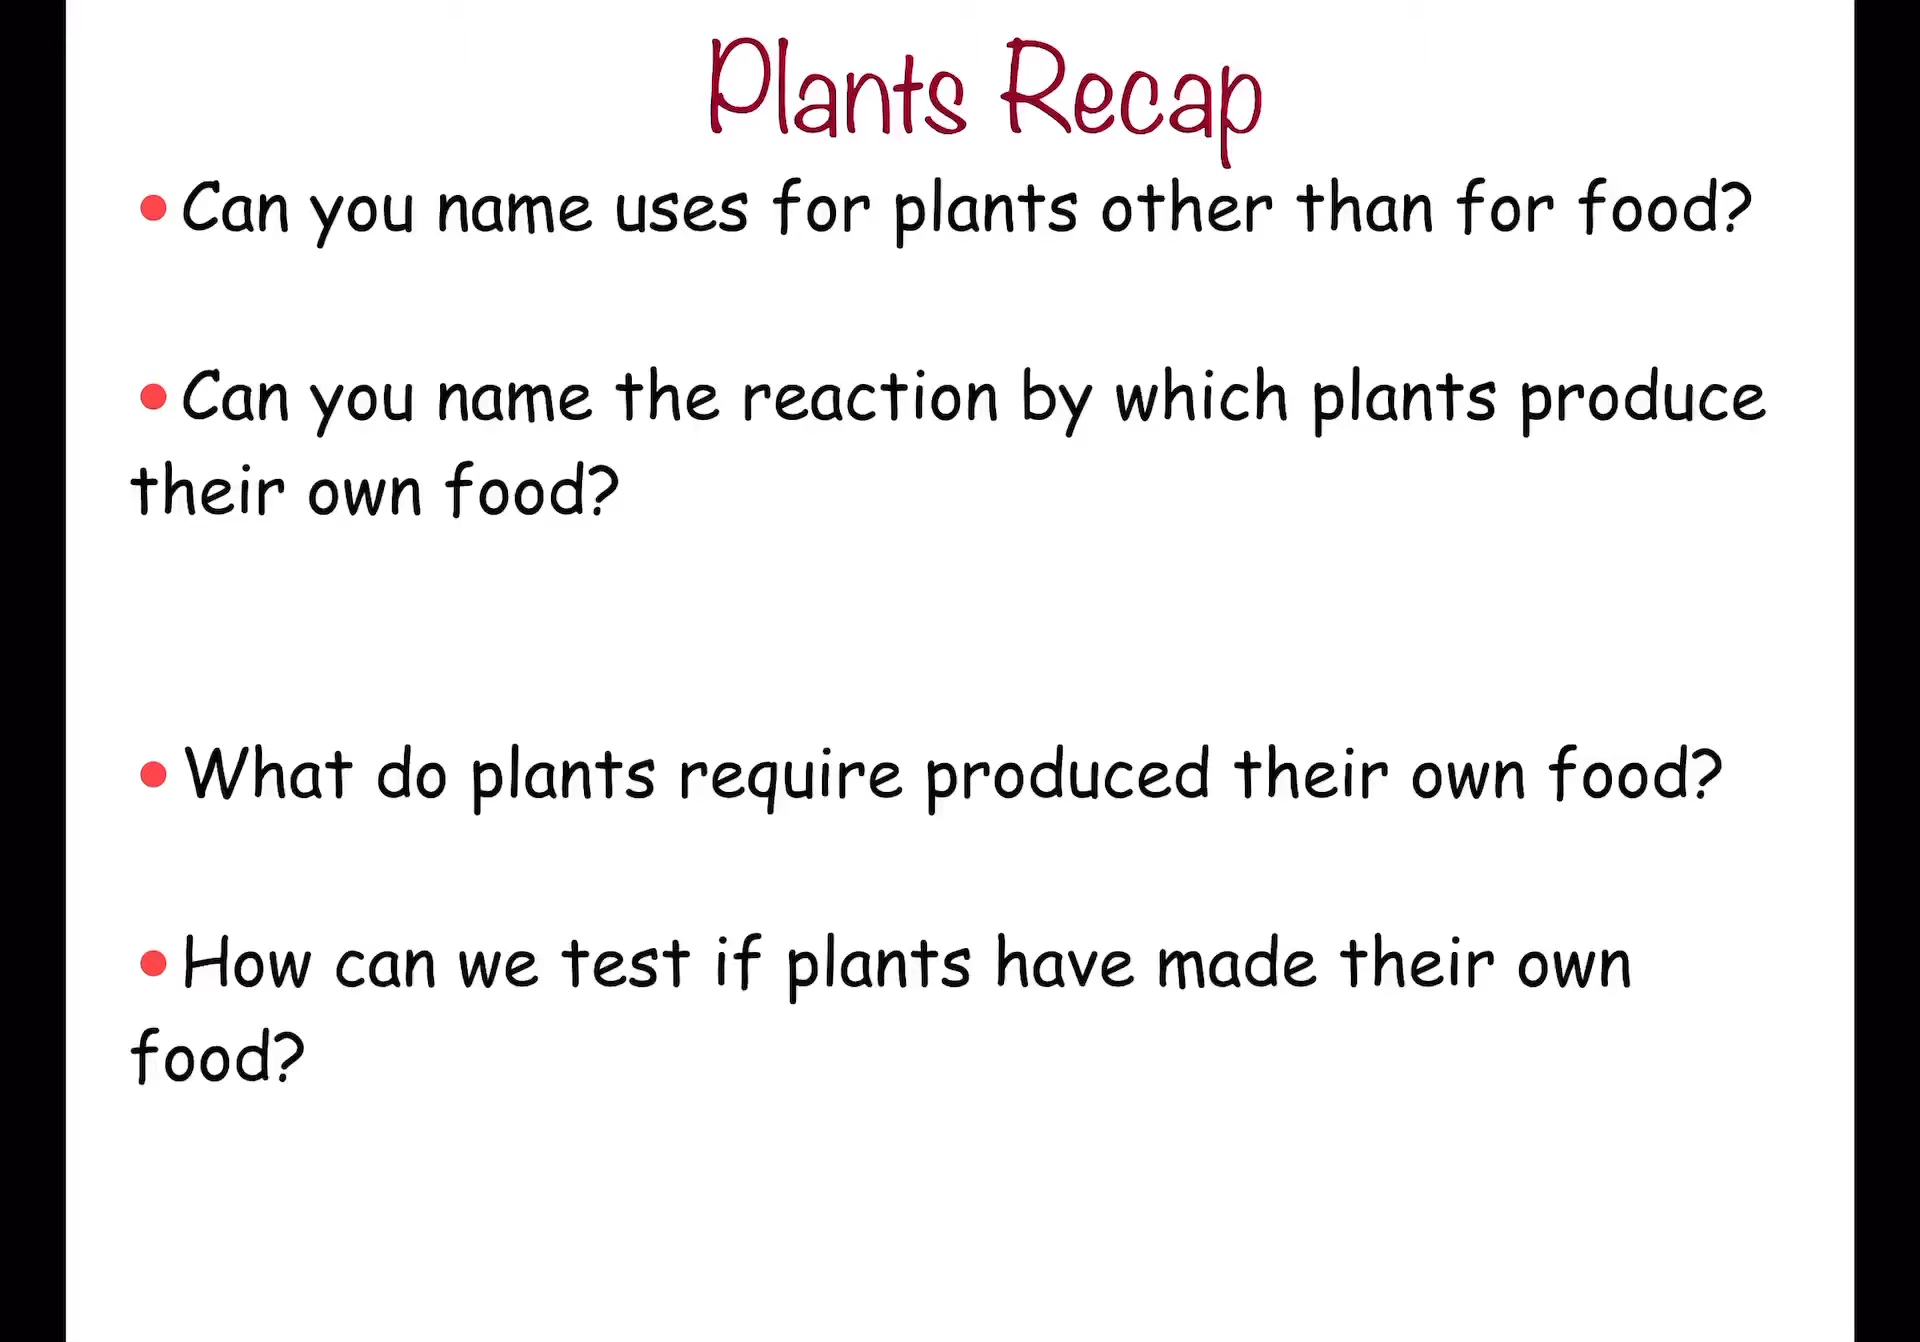 Plants Recap
• Can you name uses for plants other than for food?
• Can you name the reaction by which plants produce
their own food?
• What do plants require produced their own food?
• How can we test if plants have made their own
food?